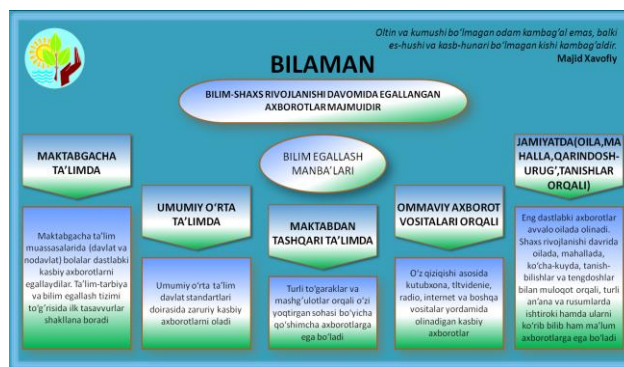 Oltin va kumushi bo'lmagan odam kambag'al emas, balki
es-hushi va kasb-hunari bo'lmagan kishi kambag'aldir.
Majid Xavofiy
BILAMAN
BILIM-SHAXS RIVOJLANISHI DAVOMIDA EGALLANGAN
AXBOROTLAR MAJMUIDIR
BILIM EGALLASH
MANBA'LARI
MAKTABGACHA
TA'LIMDA
Maktabgacha ta'lim
muassasalarida (davlat va
nodavlat) bolalar dastlabki
kasbiy axborotlarni
egallaydilar. Ta'lim-tarbiya
va bilim egallash tizimi
to'g'risida ilk tasavvurlar
shakllana boradi
UMUMIY O'RTA
TA'LIMDA
Umumiy o'rta ta'lim
davlat standartlari
doirasida zaruriy kasbiy
axborotlarni oladi
MAKTABDAN
TASHQARI TA'LIMDA
Turli to'garaklar va
mashg'ulotlar orqali o'zi
yoqtirgan sohasi bo'yicha
qo'shimcha axborotlarga
ega bo'ladi
OMMAVIY AXBOROT
VOSITALARI ORQALI
O'z qiziqishi asosida
kutubxona, tltvidenie,
radio, internet va boshqa
vositalar yordamida
olinadigan kasbiy
axborotlar
JAMIYATDA(OILA,MA
HALLA,QARINDOSH-
URUG',TANISHLAR
ORQALI)
Eng dastlabki axborotlar
avvalo oilada olinadi.
Shaxs rivojlanishi davrida
oilada, mahallada,
ko'cha-kuyda, tanish-
bilishlar va tengdoshlar
bilan muloqot orqali, turli
an'ana va rusumlarda
ishtiroki hamda ularni
ko'rib bilib ham ma'lum
axborotlarga ega bo'ladi